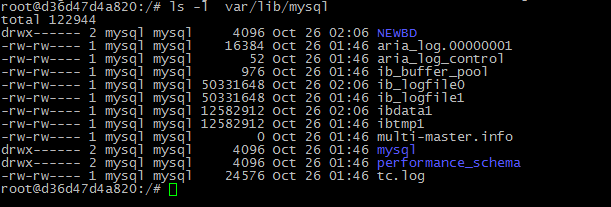 root@d36d47d4a820:/# ls -l  var/lib/mysql
total 122944
drwx------ 2 mysql mysql     4096 Oct 26 02:06 NEWBD
-rw-rw---- 1 mysql mysql    16384 Oct 26 01:46 aria_log.00000001
-rw-rw---- 1 mysql mysql       52 Oct 26 01:46 aria_log_control
-rw-rw---- 1 mysql mysql      976 Oct 26 01:46 ib_buffer_pool
-rw-rw---- 1 mysql mysql 50331648 Oct 26 02:06 ib_logfile0
-rw-rw---- 1 mysql mysql 50331648 Oct 26 01:46 ib_logfile1
-rw-rw---- 1 mysql mysql 12582912 Oct 26 02:06 ibdata1
-rw-rw---- 1 mysql mysql 12582912 Oct 26 01:46 ibtmp1
-rw-rw---- 1 mysql mysql        0 Oct 26 01:46 multi-master.info
drwx------ 2 mysql mysql     4096 Oct 26 01:46 mysql
drwx------ 2 mysql mysql     4096 Oct 26 01:46 performance_schema
-rw-rw---- 1 mysql mysql    24576 Oct 26 01:46 tc.log
root@d36d47d4a820:/#